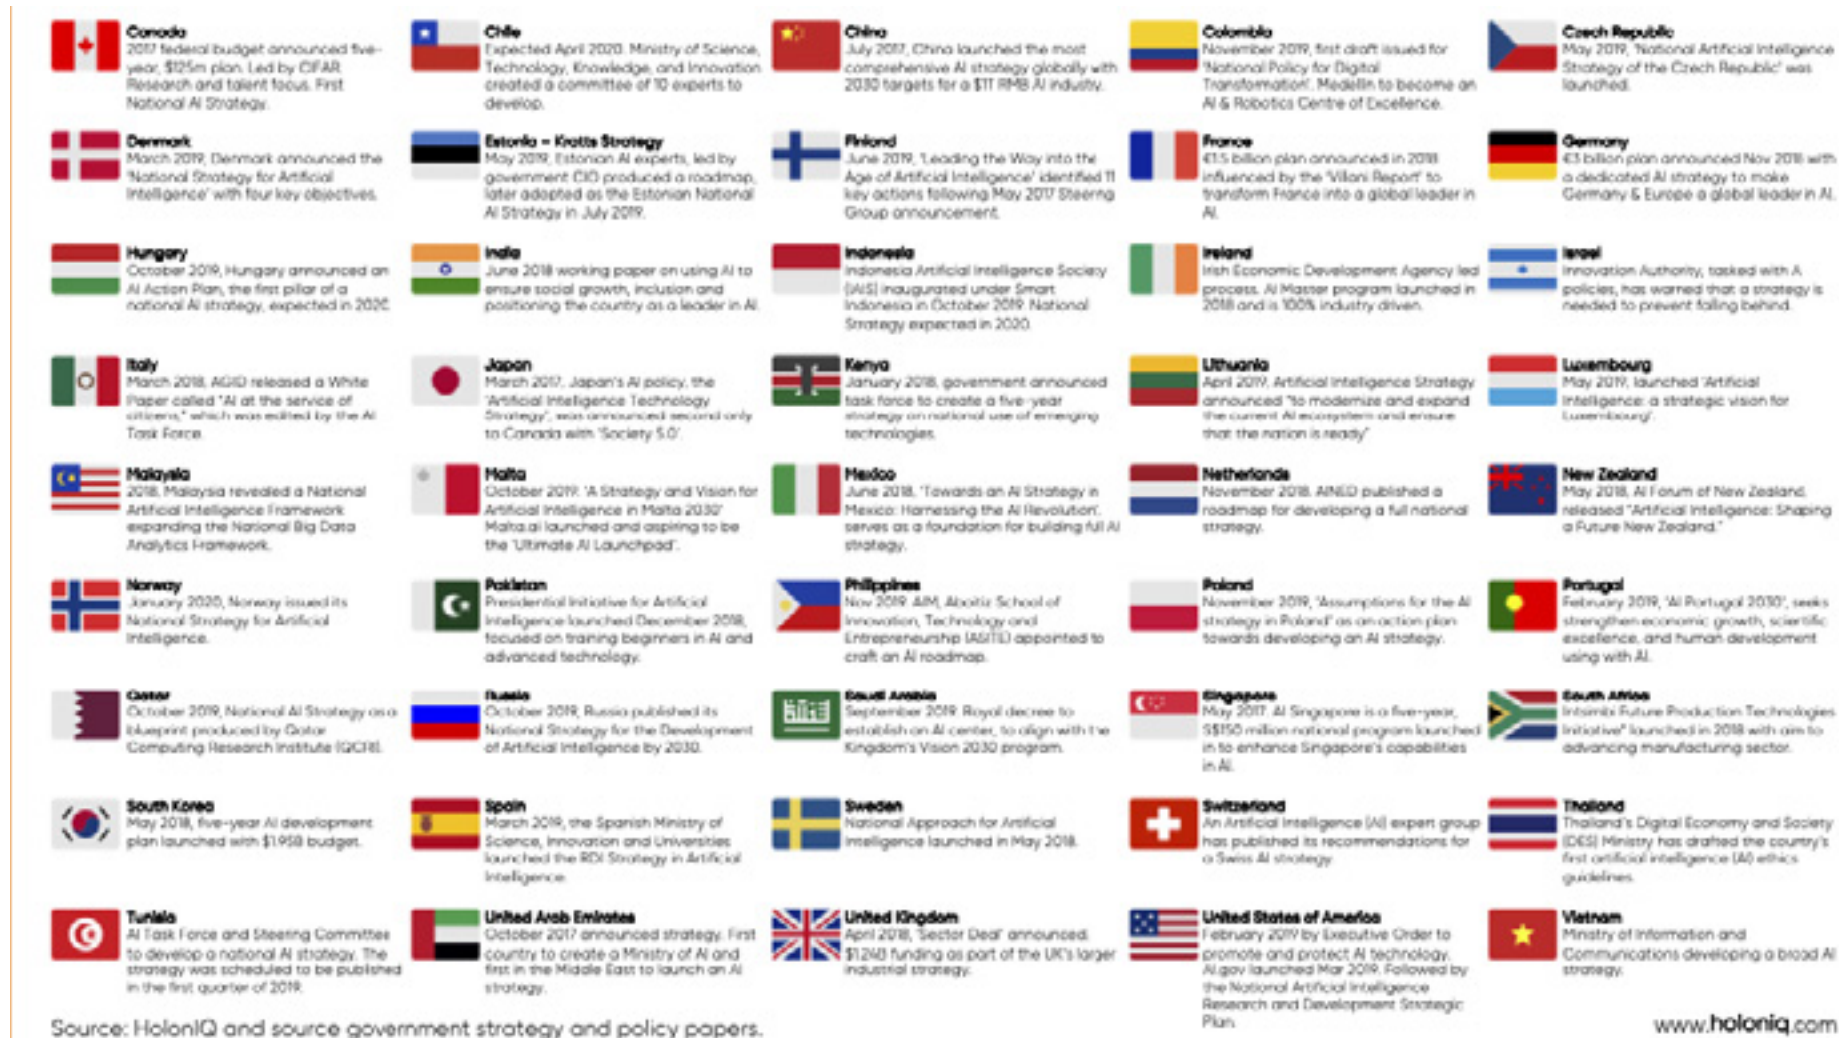 Canada
2017 federal budget announced five-
year, $125m plan. Led by CIFAR
Research and talent focus. First
National AI Strategy.
Chile
Expected April 2020. Ministry of Science,
Technology, Knowledge, and Innovation
created a committee of 10 experts to
develop.
China
July 2017, China launched the most
comprehensive AI strategy globally with
2030 targets for a $1T RMB AI industry.
Colombia
November 2019, first draft issued for
'National Policy for Digital
Transformation'. Medellin to become an
AI & Robotics Centre of Excellence.
Czech Republic
May 2019, 'National Artificial Intelligence
Strategy of the Czech Republic' was
launched.
Denmark
March 2019, Denmark announced the
'National Strategy for Artificial
Intelligence' with four key objectives.
Estonia – Kratts Strategy
May 2019, Estonian AI experts, led by
government CIO produced a roadmap,
later adopted as the Estonian National
AI Strategy in July 2019.
Finland
June 2019, 'Leading the Way into the
Age of Artificial Intelligence' identified 11
key actions following May 2017 Steering
Group announcement.
France
€1.5 billion plan announced in 2018
influenced by the 'Villani Report' to
transform France into a global leader in
AI.
Germany
€3 billion plan announced Nov 2018 with
a dedicated AI strategy to make
Germany & Europe a global leader in AI.
Hungary
October 2019, Hungary announced an
AI Action Plan, the first pillar of a
national AI strategy, expected in 2020.
India
June 2018 working paper on using AI to
ensure social growth, inclusion and
positioning the country as a leader in AI.
Indonesia
Indonesia Artificial Intelligence Society
(IAIS) inaugurated under Smart
Indonesia in October 2019. National
Strategy expected in 2020.
Ireland
Irish Economic Development Agency led
process. AI Master program launched in
2018 and is 100% industry driven.
Israel
Innovation Authority, tasked with A
policies, has warned that a strategy is
needed to prevent falling behind.
Italy
March 2018, AGID released a White
Paper called "AI at the service of
citizens," which was edited by the AI
Task Force.
Japan
March 2017, Japan's AI policy, the
'Artificial Intelligence Technology
Strategy', was announced second only
to Canada with 'Society 5.0'.
Kenya
January 2018, government announced
task force to create a five-year
strategy on national use of emerging
technologies.
Lithuania
April 2019, Artificial Intelligence Strategy
announced "to modernize and expand
the current AI ecosystem and ensure
that the nation is ready"
Luxembourg
May 2019, launched 'Artificial
Intelligence: a strategic vision for
Luxembourg'.
Malaysia
2018, Malaysia revealed a National
Artificial Intelligence Framework
expanding the National Big Data
Analytics Framework.
Malta
October 2019. 'A Strategy and Vision for
Artificial Intelligence in Malta 2030'
Malta.ai launched and aspiring to be
the 'Ultimate AI Launchpad'.
Mexico
June 2018, 'Towards an AI Strategy in
Mexico: Harnessing the AI Revolution'.
serves as a foundation for building full AI
strategy.
Netherlands
November 2018. AINED published a
roadmap for developing a full national
strategy.
New Zealand
May 2018, AI Forum of New Zealand,
released "Artificial Intelligence: Shaping
a Future New Zealand."
Norway
January 2020, Norway issued its
National Strategy for Artificial
Intelligence.
Pakistan
Presidential Initiative for Artificial
Intelligence launched December 2018,
focused on training beginners in AI and
advanced technology.
Philippines
Nov 2019. AIM, Aboitiz School of
Innovation, Technology and
Entrepreneurship (ASITE) appointed to
craft an AI roadmap.
Poland
November 2019, 'Assumptions for the AI
strategy in Poland' as an action plan
towards developing an AI strategy.
Portugal
February 2019, 'AI Portugal 2030', seeks
strengthen economic growth, scientific
excellence, and human development
using with AI.
Qatar
October 2019, National AI Strategy as a
blueprint produced by Qatar
Computing Research Institute (QCRI).
Russia
October 2019, Russia published its
National Strategy for the Development
of Artificial Intelligence by 2030.
Saudi Arabia
September 2019. Royal decree to
establish an AI center, to align with the
Kingdom's Vision 2030 program.
Singapore
May 2017. AI Singapore is a five-year,
S$150 million national program launched
in to enhance Singapore's capabilities
in AI.
South Africa
Intsimbi Future Production Technologies
Initiative" launched in 2018 with aim to
advancing manufacturing sector.
South Korea
May 2018, five-year AI development
plan launched with $1.95B budget.
Spain
March 2019, the Spanish Ministry of
Science, Innovation and Universities
launched the RDI Strategy in Artificial
Intelligence.
Sweden
National Approach for Artificial
Intelligence launched in May 2018.
Switzerland
An Artificial Intelligence (AI) expert group
has published its recommendations for
a Swiss AI strategy.
Thailand
Thailand's Digital Economy and Society
(DES) Ministry has drafted the country's
first artificial intelligence (AI) ethics
guidelines.
Tunisia
AI Task Force and Steering Committee
to develop a national AI strategy. The
strategy was scheduled to be published
in the first quarter of 2019.
United Arab Emirates
October 2017 announced strategy. First
country to create a Ministry of AI and
first in the Middle East to launch an AI
strategy.
United Kingdom
April 2018, 'Sector Deal' announced.
$1.24B funding as part of the UK's larger
industrial strategy.
United States of America
February 2019 by Executive Order to
promote and protect AI technology.
AI.gov launched Mar 2019. Followed by
the National Artificial Intelligence
Research and Development Strategic
Plan.
Vietnam
Ministry of Information and
Communications developing a broad AI
strategy.
Source: HolonIQ and source government strategy and policy papers.
www.holoniq.com